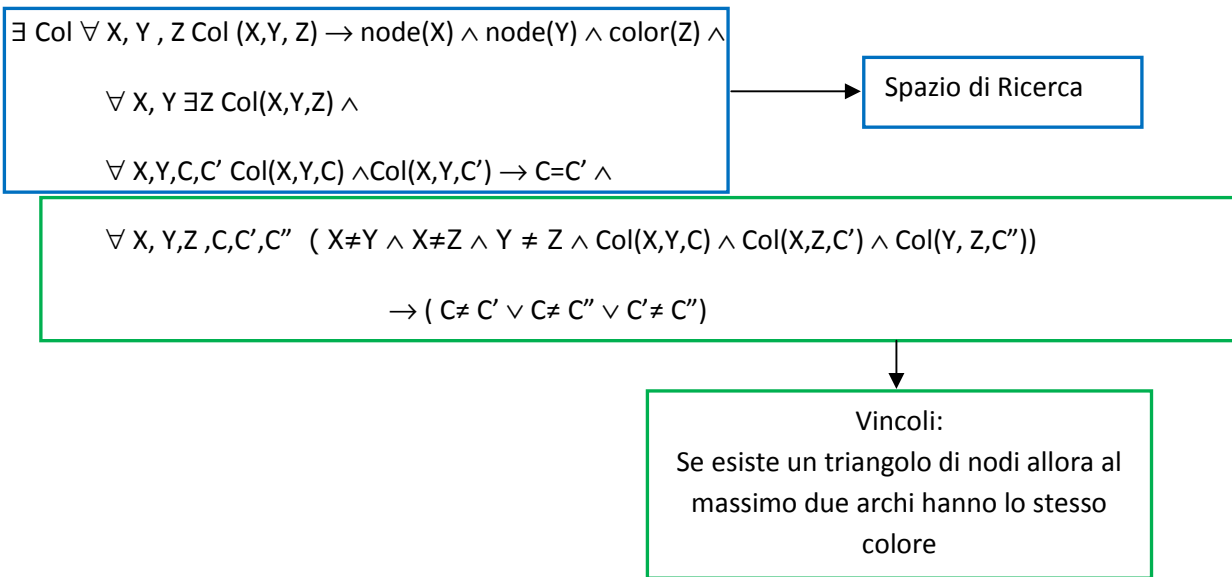 ∃ Col ∀ X, Y , Z Col (X,Y, Z) → node(X) ∧ node(Y) ∧ color(Z) ∧
∀ X, Y ∃Z Col(X,Y,Z) ∧
Spazio di Ricerca
∀ X,Y,C,C’ Col(X,Y,C) ∧Col(X,Y,C’) → C=C’ ∧
∀ X, Y,Z ,C,C’,C” ( X≠Y ∧ X≠Z ∧ Y ≠ Z ∧ Col(X,Y,C) ∧ Col(X,Z,C’) ∧ Col(Y, Z,C”))
→ ( C≠ C’ ∨ C≠ C” ∨ C’≠ C”)
Vincoli:
Se esiste un triangolo di nodi allora al
massimo due archi hanno lo stesso
colore